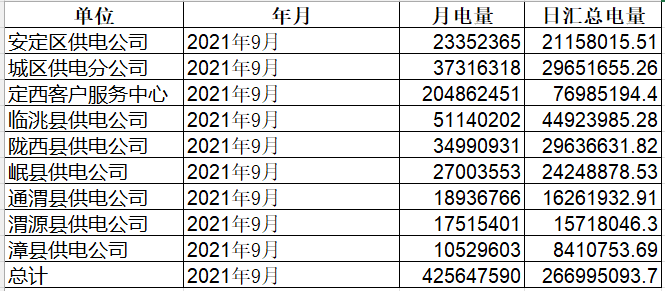 单位 年月 月电量 日汇总电量
安定区供电公司 2021年9月 23352365 21158015.51
城区供电分公司 2021年9月 37316318 29651655.26
定西客户服务中心 2021年9月 204862451 76985194.4
临洮县供电公司 2021年9月 51140202 44923985.28
陇西县供电公司 2021年9月 34990931 29636631.82
岷县供电公司 2021年9月 27003553 24248878.53
通渭县供电公司 2021年9月 18936766 16261932.91
渭源县供电公司 2021年9月 17515401 15718046.3
漳县供电公司 2021年9月 10529603 8410753.69
总计 2021年9月 425647590 266995093.7